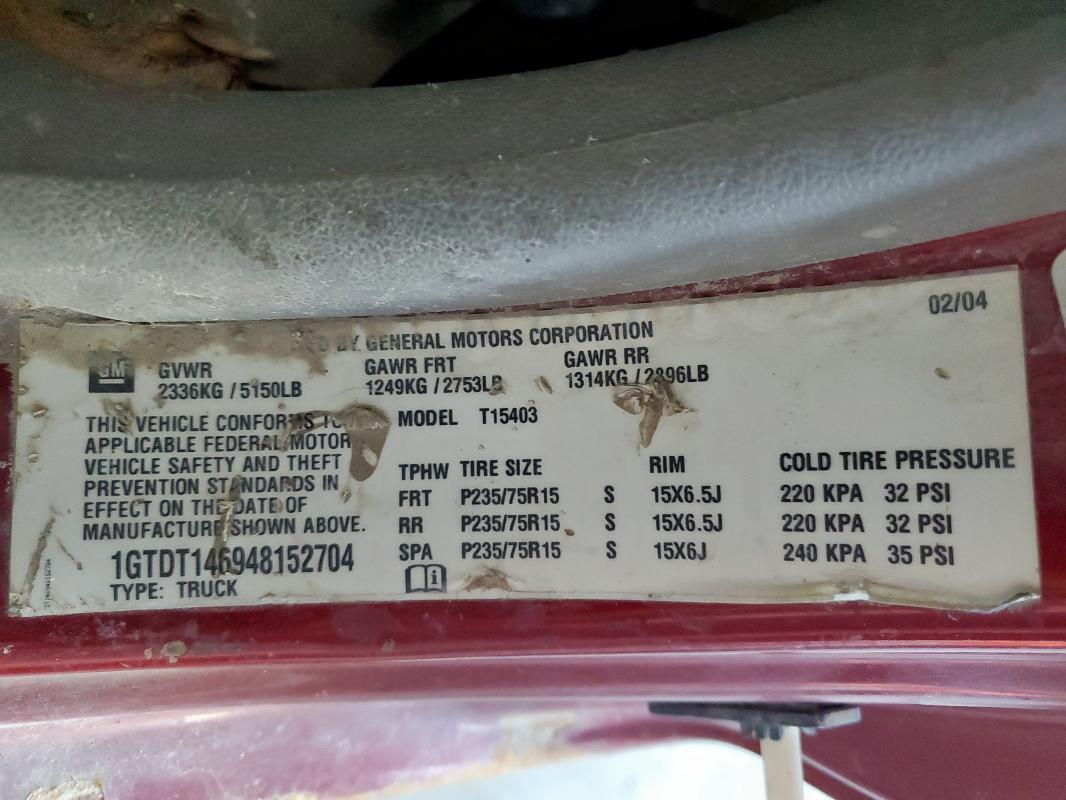 02/04
BY GENERAL MOTORS CORPORATION
GM
GVWR GAWR FRT GAWR RR
2336KG / 5150LB 1249KG / 2753LB 1314KG / 2896LB
THIS VEHICLE CONFORMS TO
APPLICABLE FEDERAL MOTOR
VEHICLE SAFETY AND THEFT
PREVENTION STANDARDS IN
EFFECT ON THE DATE OF
MANUFACTURE SHOWN ABOVE.
1GTDT146948152704
TYPE: TRUCK
MODEL T15403
TPHW TIRE SIZE RIM COLD TIRE PRESSURE
FRT P235/75R15 S 15X6.5J 220 KPA 32 PSI
RR P235/75R15 S 15X6.5J 220 KPA 32 PSI
SPA P235/75R15 S 15X6J 240 KPA 35 PSI